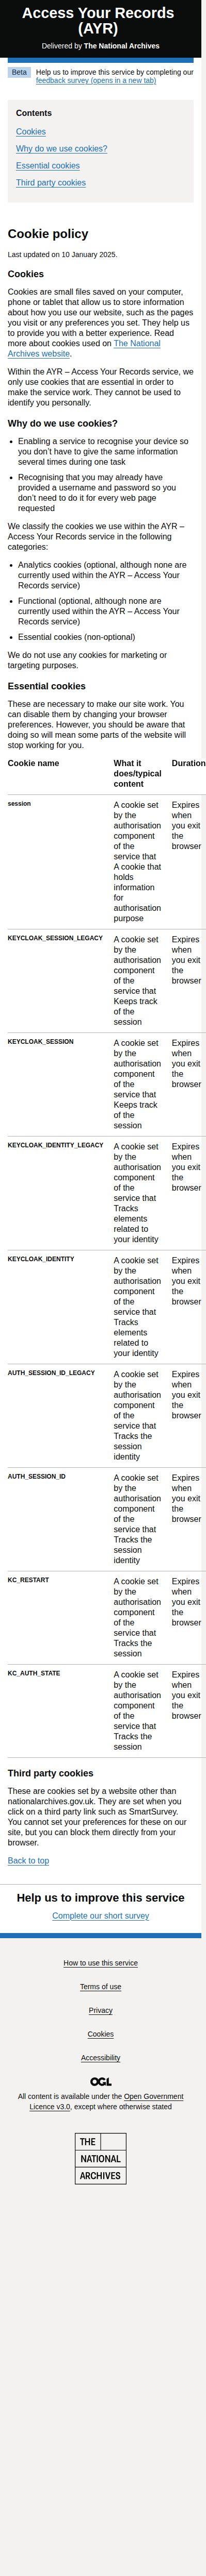 Access Your Records
(AYR)
Delivered by The National Archives
Beta
Help us to improve this service by completing our
feedback survey (opens in a new tab)
Contents
Cookies
Why do we use cookies?
Essential cookies
Third party cookies
Cookie policy
Last updated on 10 January 2025.
Cookies
Cookies are small files saved on your computer,
phone or tablet that allow us to store information
about how you use our website, such as the pages
you visit or any preferences you set. They help us
to provide you with a better experience. Read
more about cookies used on The National
Archives website.
Within the AYR – Access Your Records service, we
only use cookies that are essential in order to
make the service work. They cannot be used to
identify you personally.
Why do we use cookies?
Enabling a service to recognise your device so
you don’t have to give the same information
several times during one task
Recognising that you may already have
provided a username and password so you
don’t need to do it for every web page
requested
We classify the cookies we use within the AYR –
Access Your Records service in the following
categories:
Analytics cookies (optional, although none are
currently used within the AYR – Access Your
Records service)
Functional (optional, although none are
currently used within the AYR – Access Your
Records service)
Essential cookies (non-optional)
We do not use any cookies for marketing or
targeting purposes.
Essential cookies
These are necessary to make our site work. You
can disable them by changing your browser
preferences. However, you should be aware that
doing so will mean some parts of the website will
stop working for you.
Cookie name
What it
does/typical
content
Duration
session
A cookie set
by the
authorisation
component
of the
service that
A cookie that
holds
information
for
authorisation
purpose
Expires
when
you exit
the
browser
KEYCLOAK_SESSION_LEGACY
A cookie set
by the
authorisation
component
of the
service that
Keeps track
of the
session
Expires
when
you exit
the
browser
KEYCLOAK_SESSION
A cookie set
by the
authorisation
component
of the
service that
Keeps track
of the
session
Expires
when
you exit
the
browser
KEYCLOAK_IDENTITY_LEGACY
A cookie set
by the
authorisation
component
of the
service that
Tracks
elements
related to
your identity
Expires
when
you exit
the
browser
KEYCLOAK_IDENTITY
A cookie set
by the
authorisation
component
of the
service that
Tracks
elements
related to
your identity
Expires
when
you exit
the
browser
AUTH_SESSION_ID_LEGACY
A cookie set
by the
authorisation
component
of the
service that
Tracks the
session
identity
Expires
when
you exit
the
browser
AUTH_SESSION_ID
A cookie set
by the
authorisation
component
of the
service that
Tracks the
session
identity
Expires
when
you exit
the
browser
KC_RESTART
A cookie set
by the
authorisation
component
of the
service that
Tracks the
session
Expires
when
you exit
the
browser
KC_AUTH_STATE
A cookie set
by the
authorisation
component
of the
service that
Tracks the
session
Expires
when
you exit
the
browser
Third party cookies
These are cookies set by a website other than
nationalarchives.gov.uk. They are set when you
click on a third party link such as SmartSurvey.
You cannot set your preferences for these on our
site, but you can block them directly from your
browser.
Back to top
Help us to improve this service
Complete our short survey
How to use this service
Terms of use
Privacy
Cookies
Accessibility
OGL
All content is available under the Open Government
Licence v3.0, except where otherwise stated
THE
NATIONAL
ARCHIVES